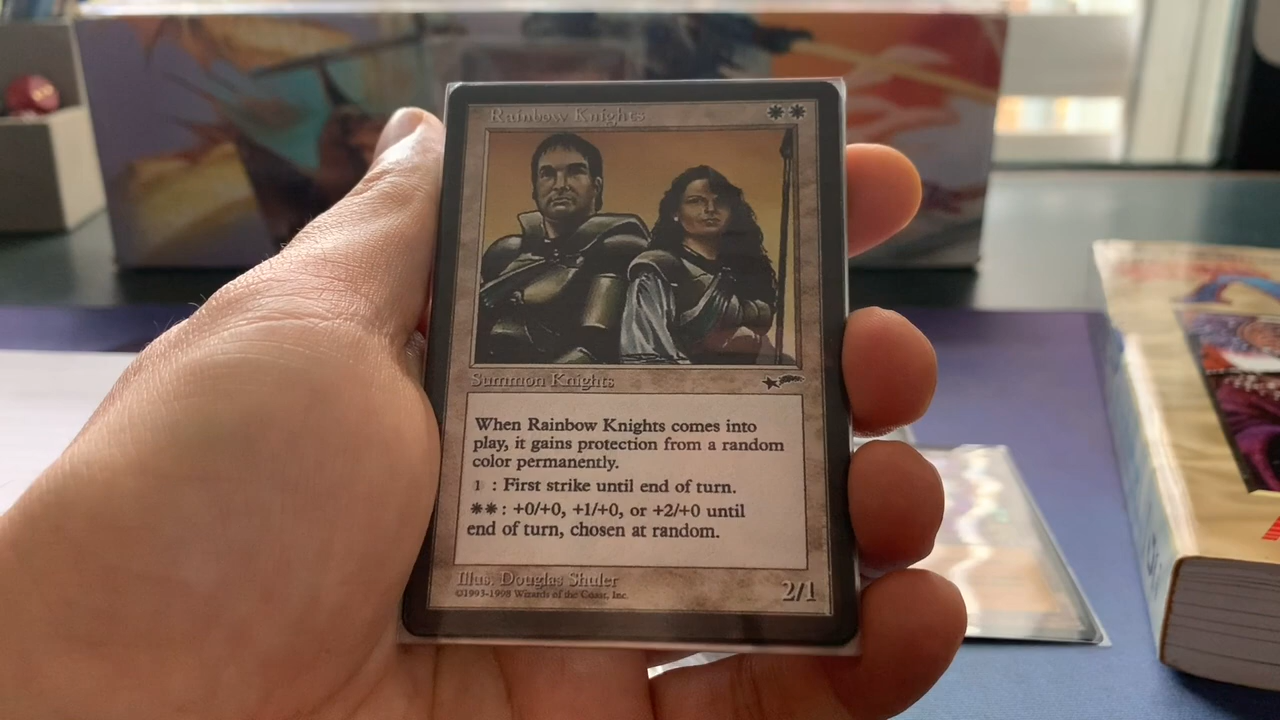 Rainbow Knights
Summon Knights
When Rainbow Knights comes into
play, it gains protection from a random
color permanently.
1 : First strike until end of turn.
: +0/+0, +1/+0, or +2/+0 until
end of turn, chosen at random.
Illus. Douglas Shuler
©1993-1998 Wizards of the Coast, Inc.
2/1